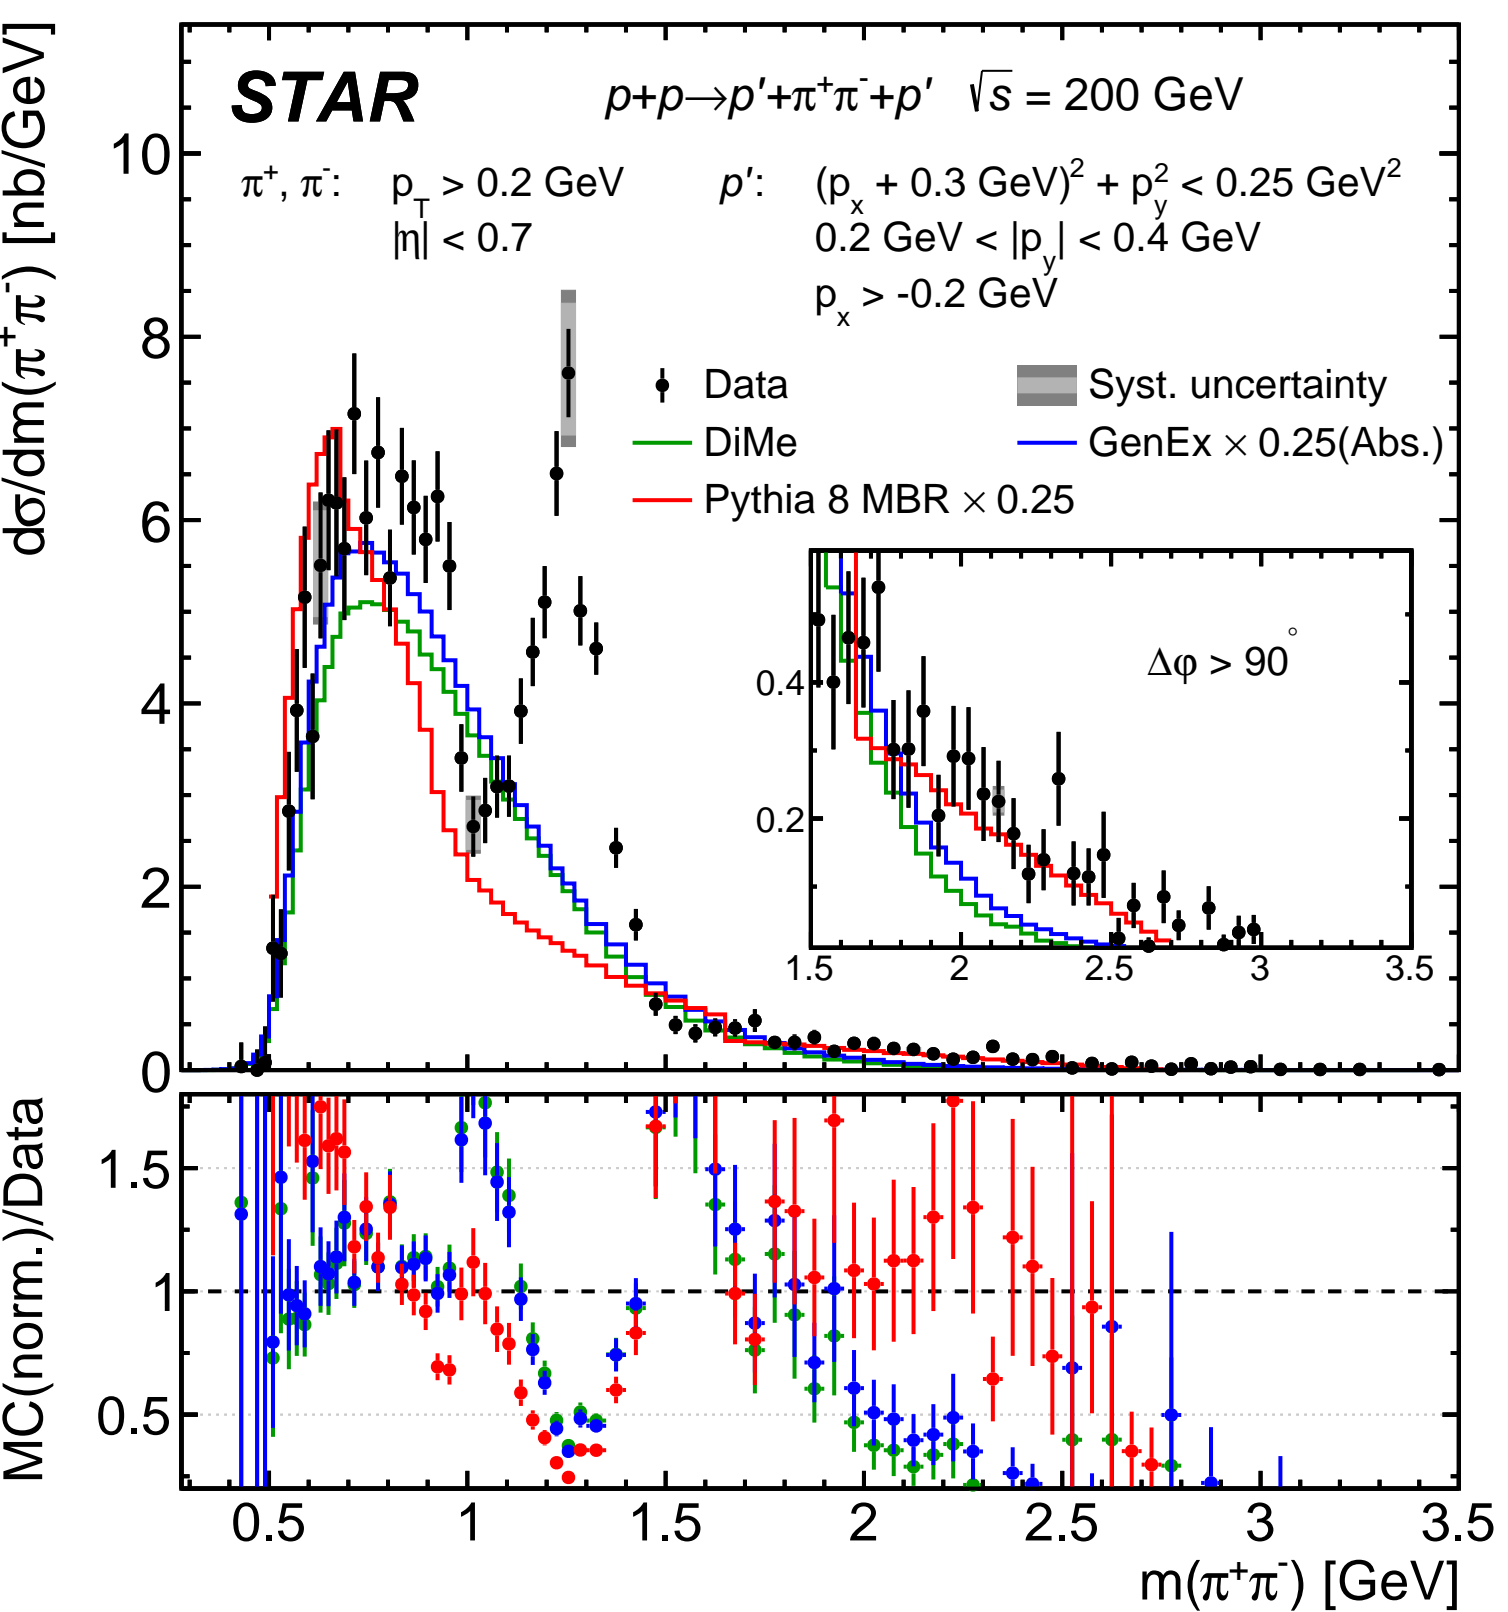 STAR p+p→p′+π⁺π⁻+p′ √s = 200 GeV
π⁺, π⁻: p_T > 0.2 GeV p′: (p_x + 0.3 GeV)² + p_y² < 0.25 GeV²
|η| < 0.7 0.2 GeV < |p_y| < 0.4 GeV
p_x > -0.2 GeV
Data Syst. uncertainty
DiMe GenEx × 0.25(Abs.)
Pythia 8 MBR × 0.25
dσ/dm(π⁺π⁻) [nb/GeV]
10
8
6
4
2
0
Δφ > 90°
0.4
0.2
1.5 2 2.5 3 3.5
MC(norm.)/Data
1.5
1
0.5
0.5 1 1.5 2 2.5 3 3.5
m(π⁺π⁻) [GeV]